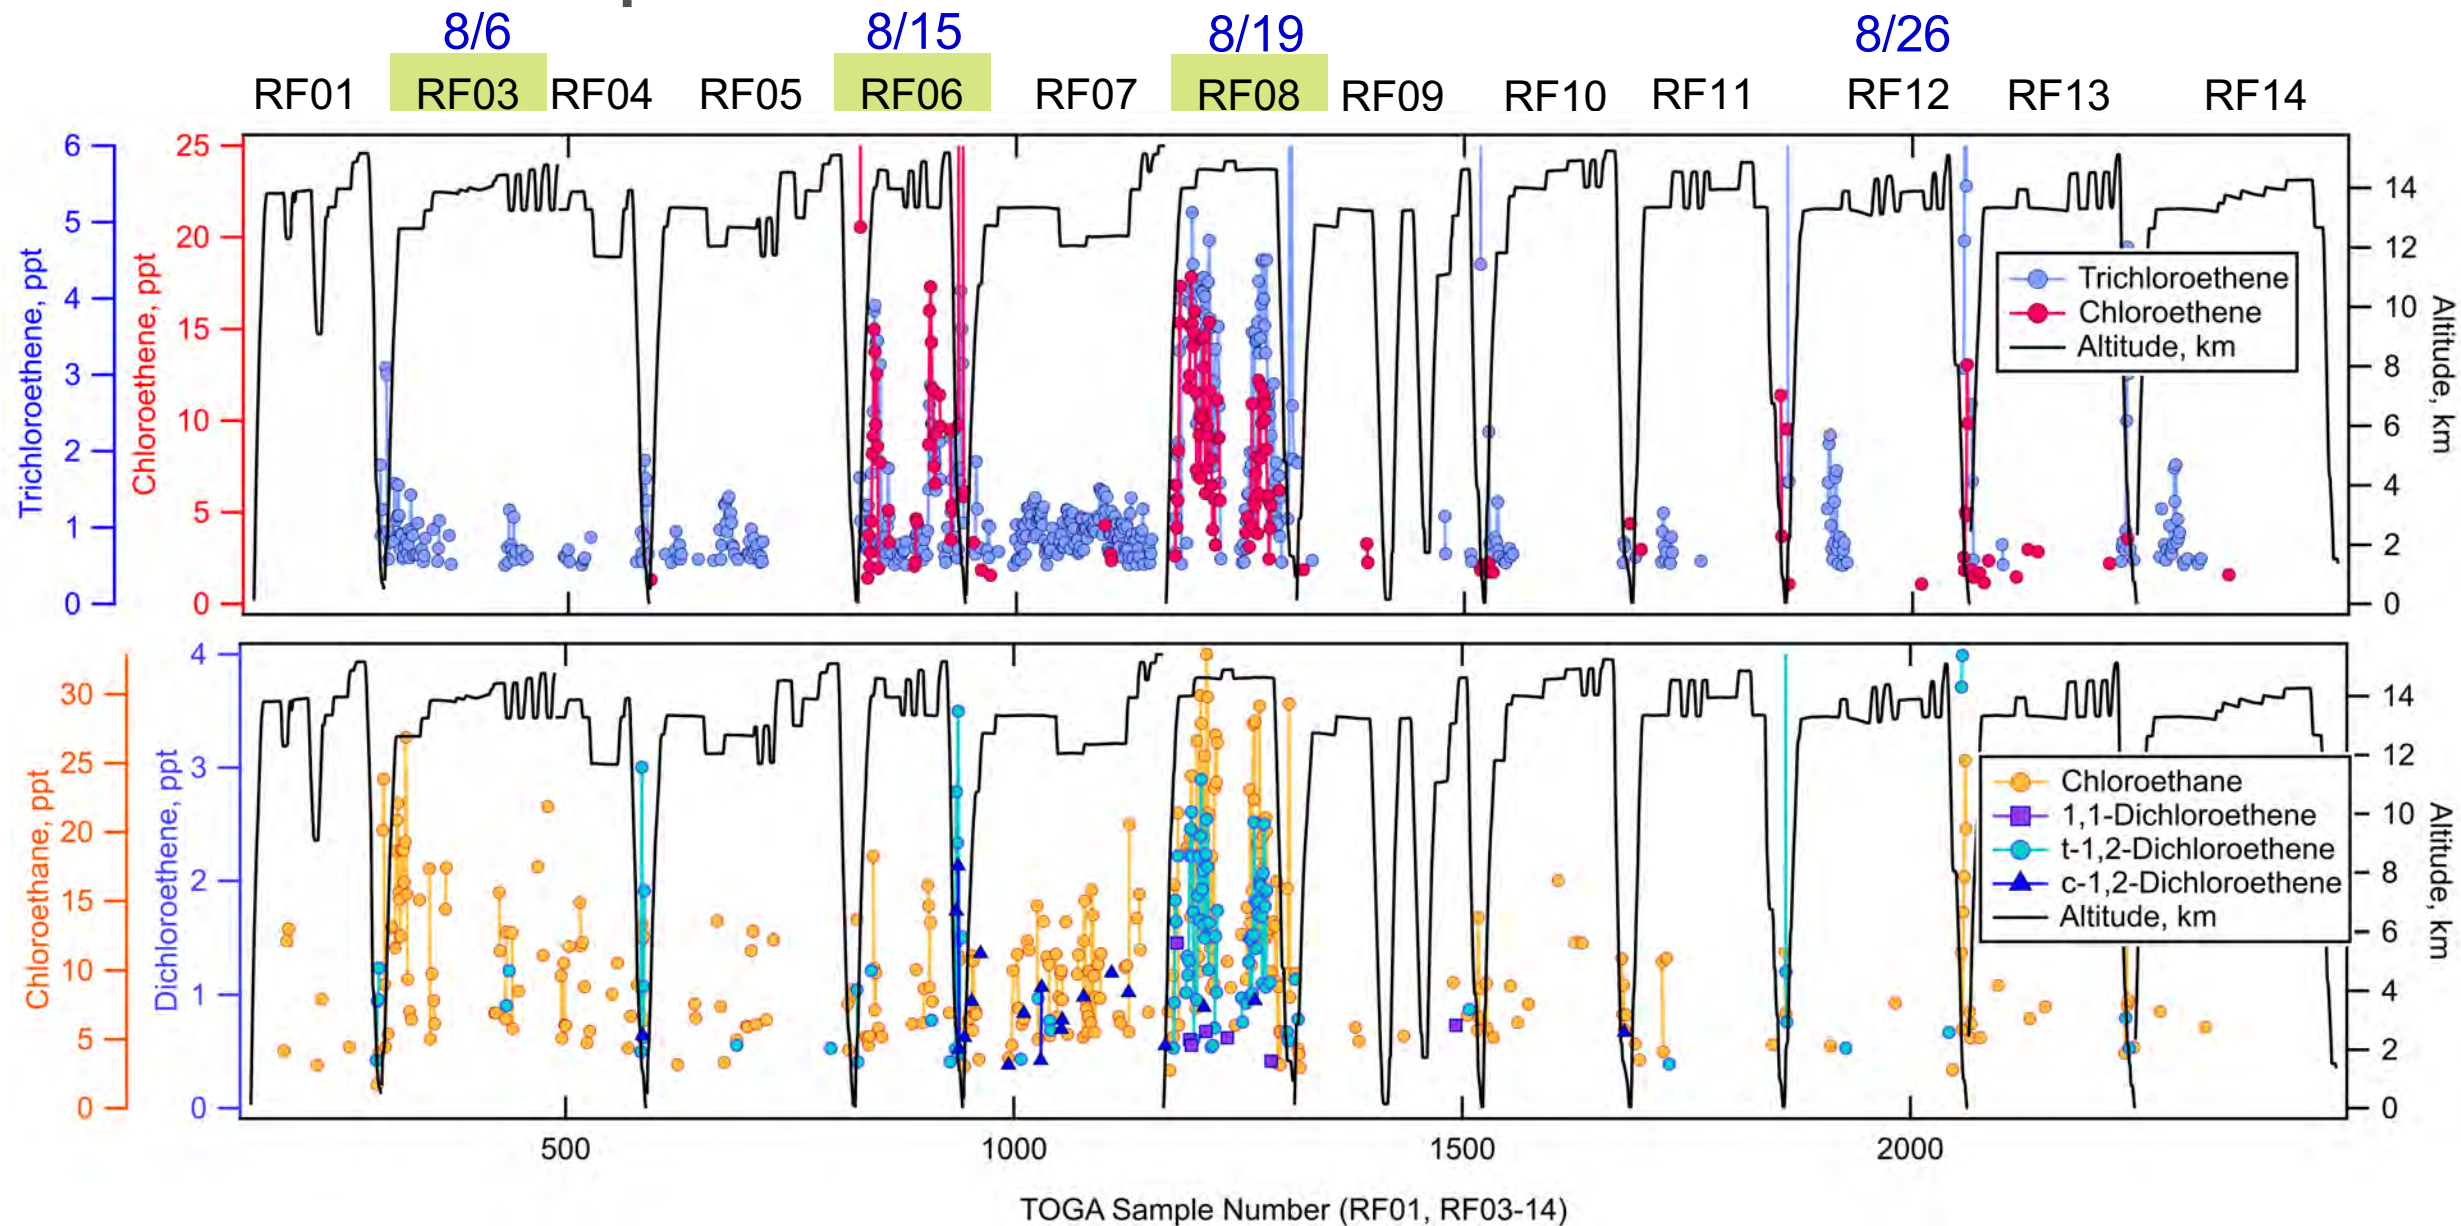 8/6 8/15 8/19 8/26
RF01 RF03 RF04 RF05 RF06 RF07 RF08 RF09 RF10 RF11 RF12 RF13 RF14
Trichloroethene, ppt
6
5
4
3
2
1
0
Chloroethene, ppt
25
20
15
10
5
0
Trichloroethene
Chloroethene
Altitude, km
14
12
10
8
6
4
2
0
Altitude, km
Chloroethane, ppt
30
25
20
15
10
5
0
Dichloroethene, ppt
4
3
2
1
0
Chloroethane
1,1-Dichloroethene
t-1,2-Dichloroethene
c-1,2-Dichloroethene
Altitude, km
14
12
10
8
6
4
2
0
Altitude, km
500 1000 1500 2000
TOGA Sample Number (RF01, RF03-14)